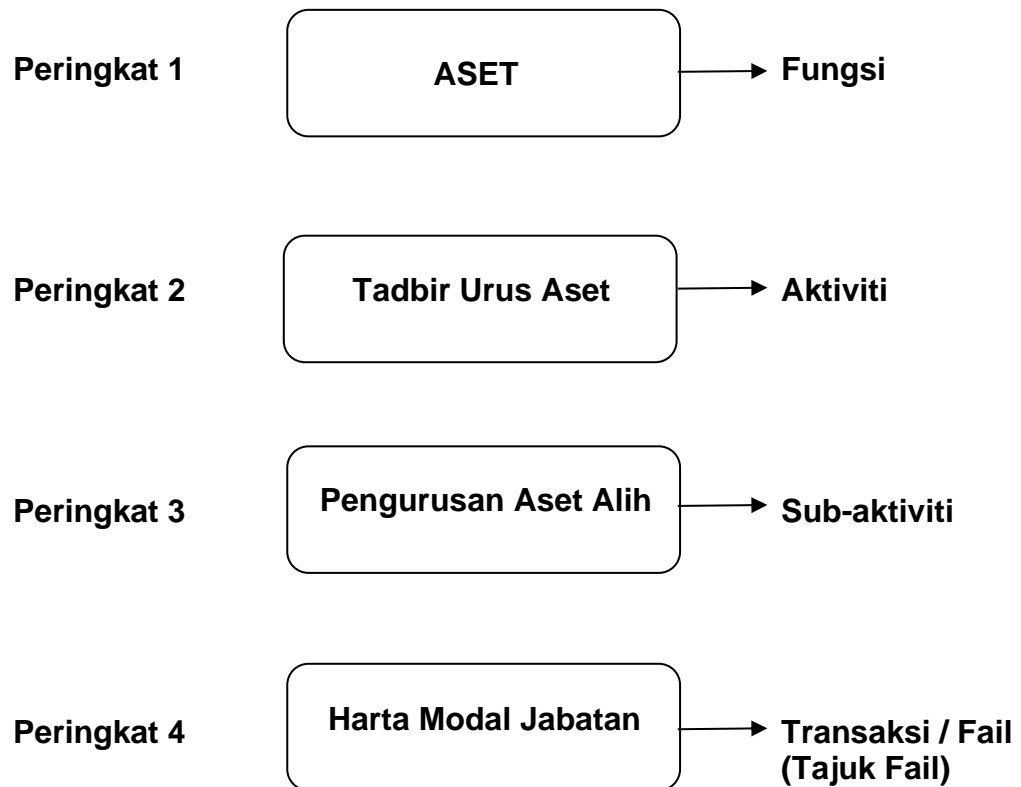 Peringkat 1 ASET Fungsi
Peringkat 2 Tadbir Urus Aset Aktiviti
Peringkat 3 Pengurusan Aset Alih Sub-aktiviti
Peringkat 4 Harta Modal Jabatan Transaksi / Fail
(Tajuk Fail)